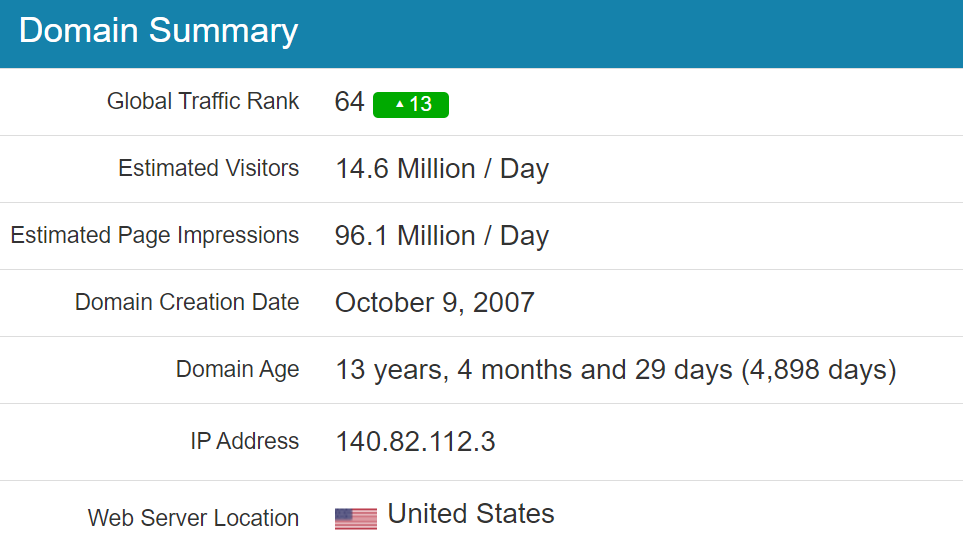 Domain Summary
Global Traffic Rank 64 ▲ 13
Estimated Visitors 14.6 Million / Day
Estimated Page Impressions 96.1 Million / Day
Domain Creation Date October 9, 2007
Domain Age 13 years, 4 months and 29 days (4,898 days)
IP Address 140.82.112.3
Web Server Location United States